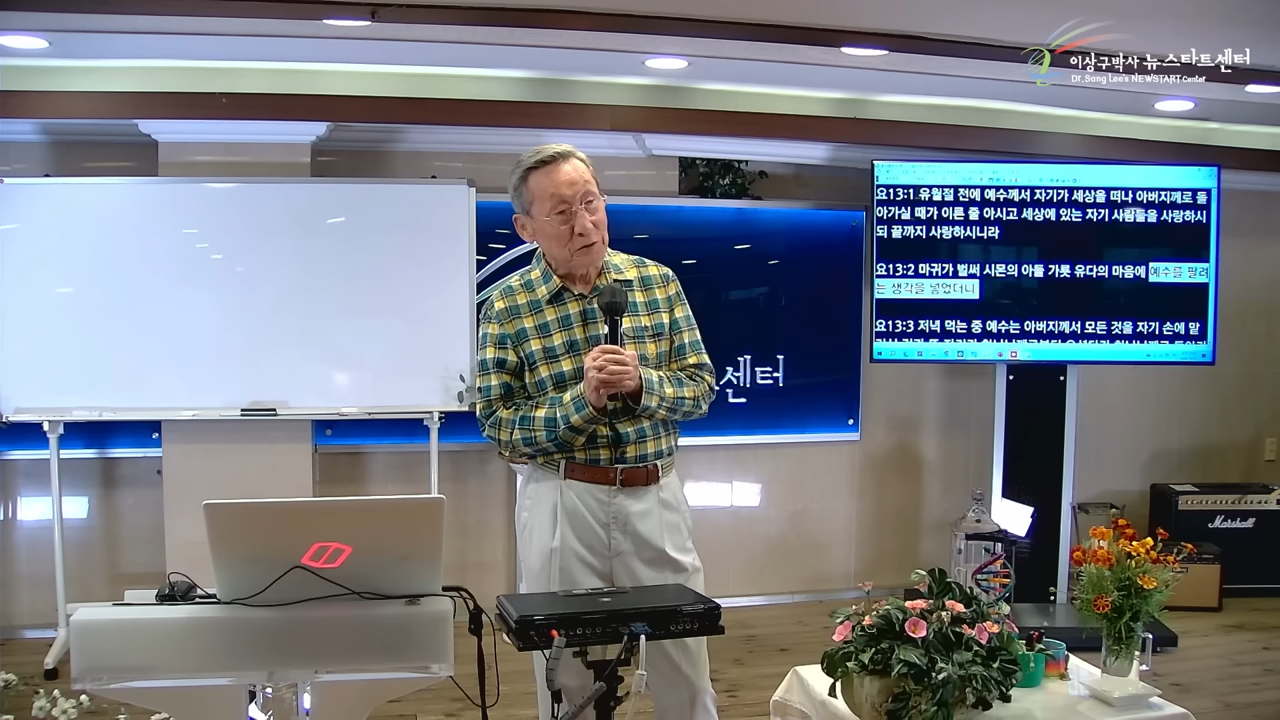 이상구박사 뉴스타트센터
Dr. Sang Lee's NEWSTART Center
요13:1 유월절 전에 예수께서 자기가 세상을 떠나 아버지께로 돌
아가실 때가 이른 줄 아시고 세상에 있는 자기 사람들을 사랑하시
되 끝까지 사랑하시니라
요13:2 마귀가 벌써 시몬의 아들 가룟 유다의 마음에 예수를 팔려
는 생각을 넣었더니
요13:3 저녁 먹는 중 예수는 아버지께서 모든 것을 자기 손에 맡
센터
Marshall